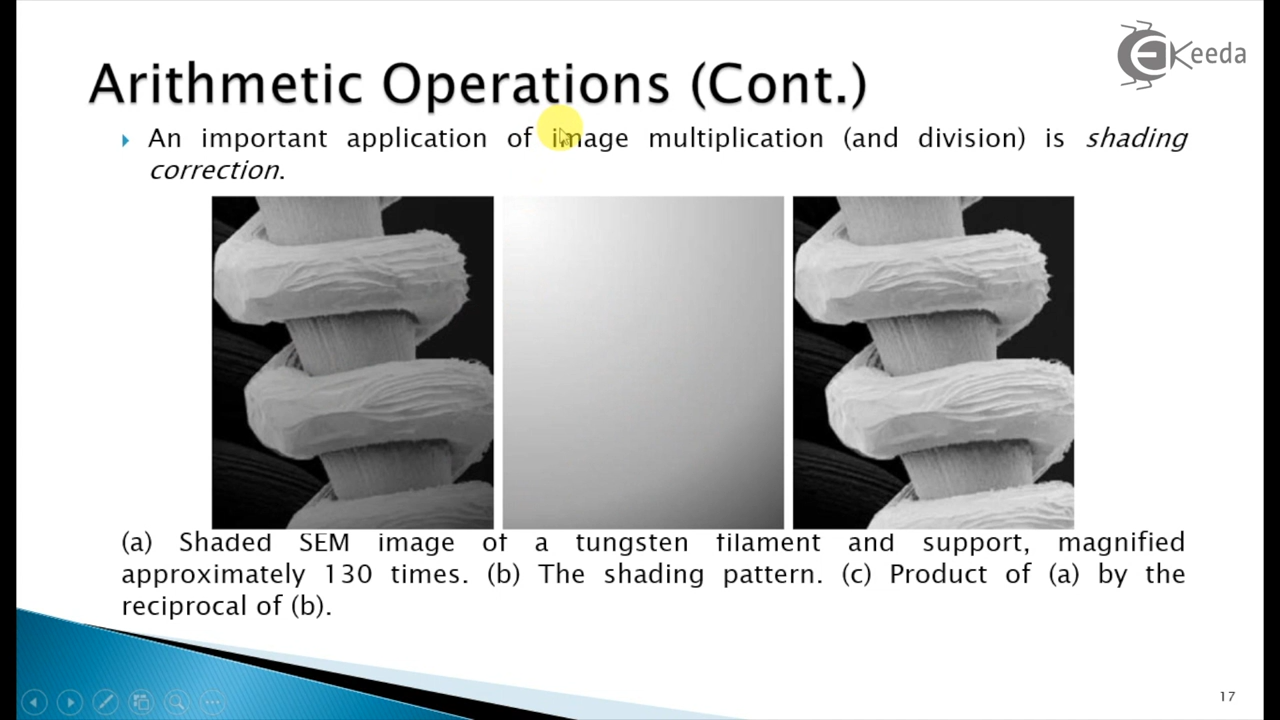 Keeda
Arithmetic Operations (Cont.)
An important application of image multiplication (and division) is shading
correction.
(a) Shaded SEM image of a tungsten filament and support, magnified
approximately 130 times. (b) The shading pattern. (c) Product of (a) by the
reciprocal of (b).
17